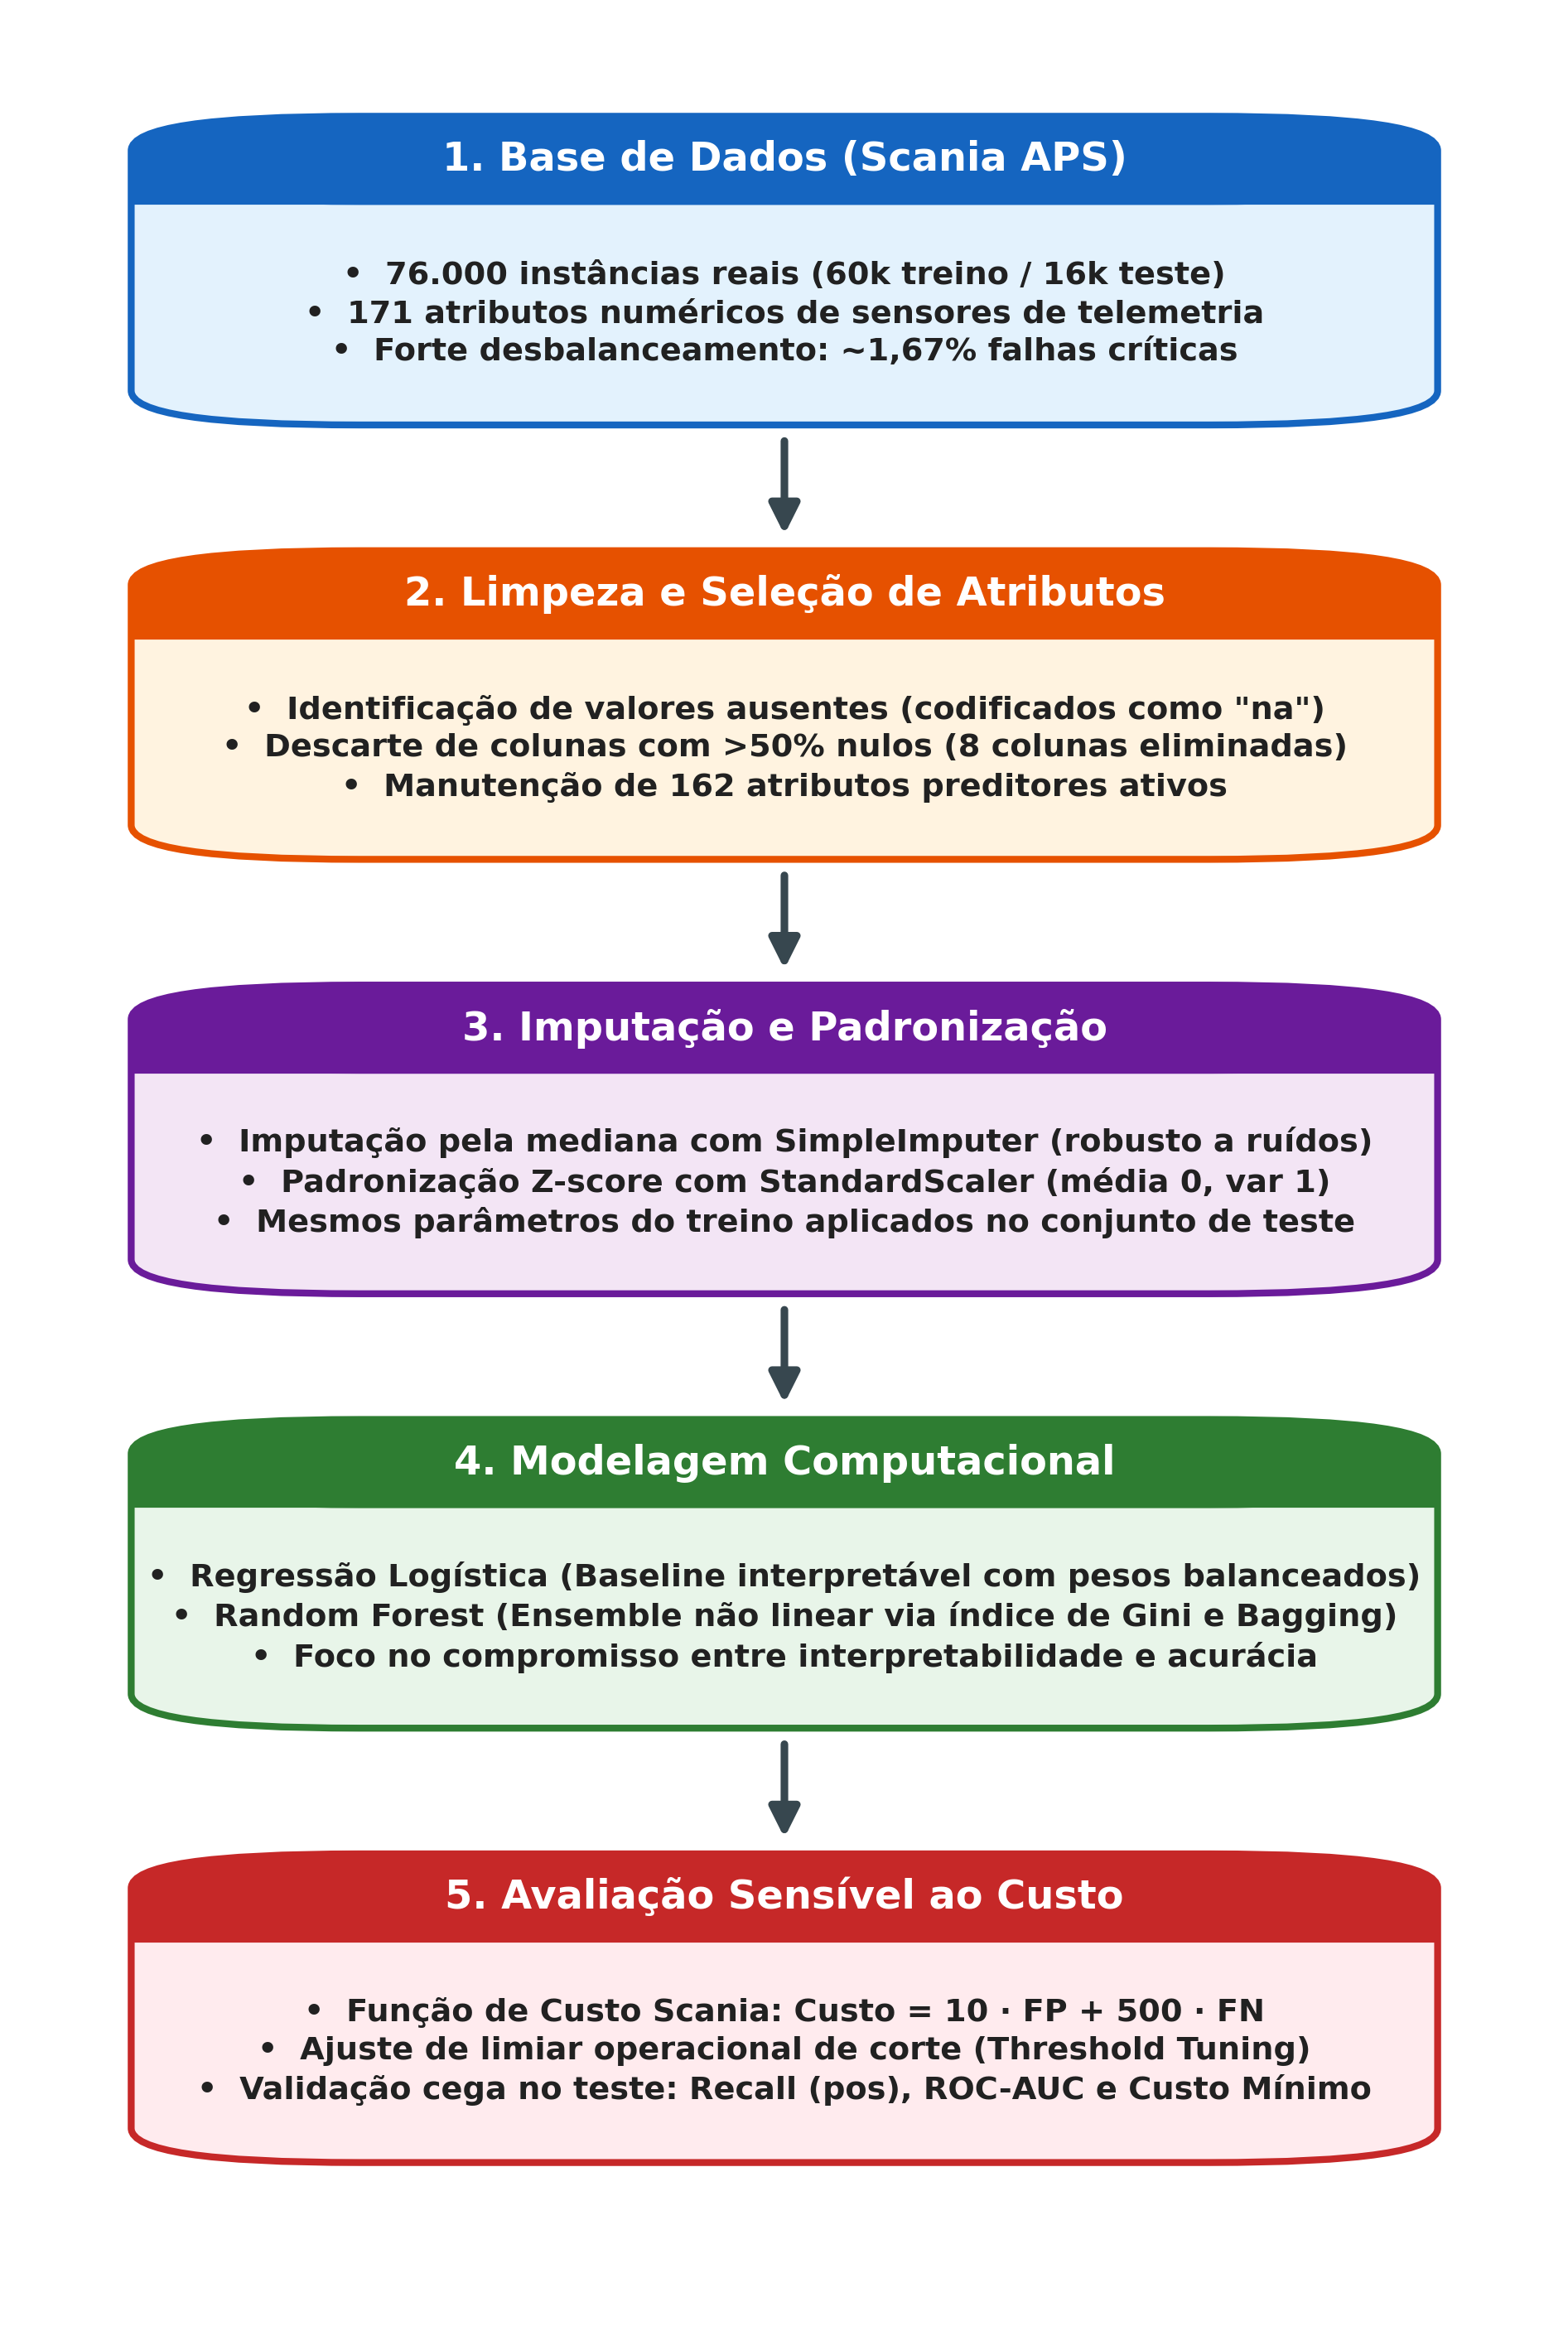 1. Base de Dados (Scania APS)
• 76.000 instâncias reais (60k treino / 16k teste)
• 171 atributos numéricos de sensores de telemetria
• Forte desbalanceamento: ~1,67% falhas críticas
2. Limpeza e Seleção de Atributos
• Identificação de valores ausentes (codificados como "na")
• Descarte de colunas com >50% nulos (8 colunas eliminadas)
• Manutenção de 162 atributos preditores ativos
3. Imputação e Padronização
• Imputação pela mediana com SimpleImputer (robusto a ruídos)
• Padronização Z-score com StandardScaler (média 0, var 1)
• Mesmos parâmetros do treino aplicados no conjunto de teste
4. Modelagem Computacional
• Regressão Logística (Baseline interpretável com pesos balanceados)
• Random Forest (Ensemble não linear via índice de Gini e Bagging)
• Foco no compromisso entre interpretabilidade e acurácia
5. Avaliação Sensível ao Custo
• Função de Custo Scania: Custo = 10 · FP + 500 · FN
• Ajuste de limiar operacional de corte (Threshold Tuning)
• Validação cega no teste: Recall (pos), ROC-AUC e Custo Mínimo